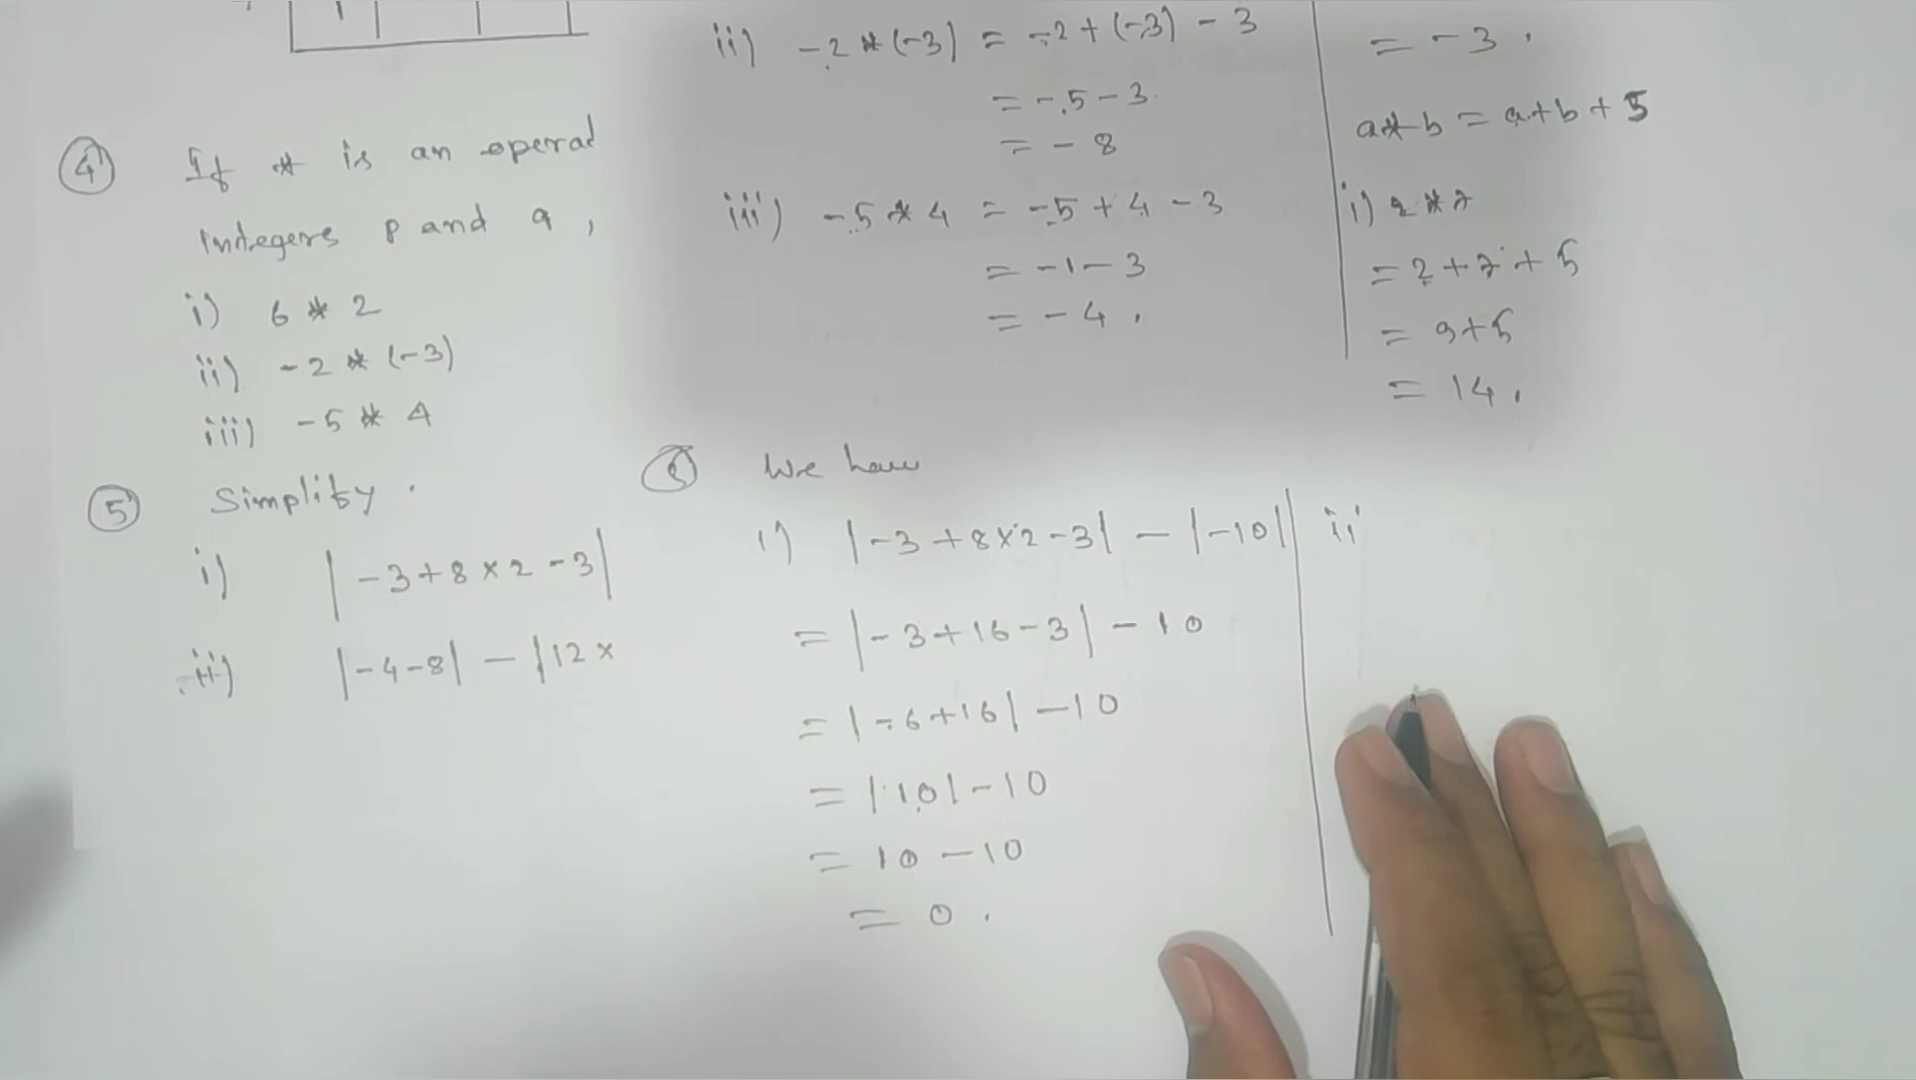 ④ If * is an operat
integers p and q,
i) 6 * 2
ii) -2 * (-3)
iii) -5 * 4
⑤ Simplify.
i) |-3+8×2-3|
ii) |-4-8| - |12×
ii) -2 * (-3) = -2+(-3) - 3
= -5-3
= -8
iii) -5 * 4 = -5+4-3
= -1-3
= -4.
= -3.
a*b = a+b+5
i) 2 * 7
= 2+7+5
= 9+5
= 14.
⑤ We have
i) |-3+8×2-3| - |-10|
= |-3+16-3| - 10
= |-6+16| - 10
= |10| - 10
= 10 - 10
= 0.
ii